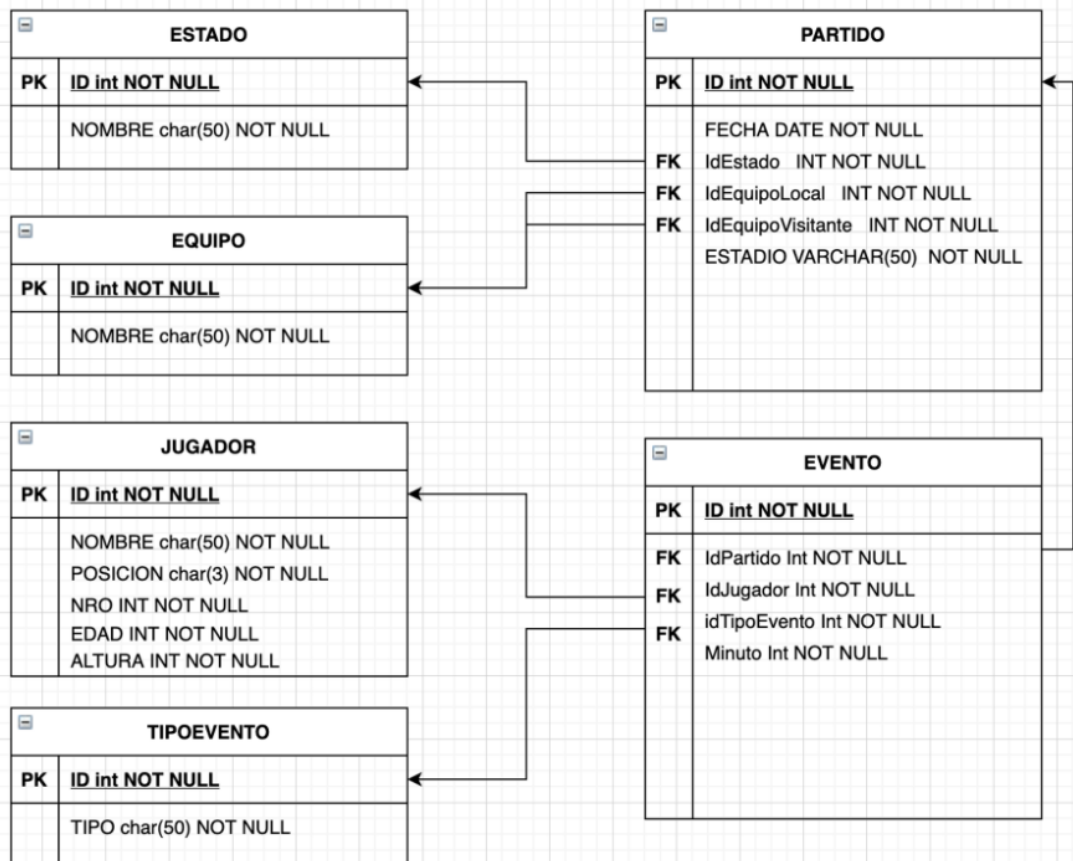 ESTADO
PK ID int NOT NULL
NOMBRE char(50) NOT NULL
EQUIPO
PK ID int NOT NULL
NOMBRE char(50) NOT NULL
JUGADOR
PK ID int NOT NULL
NOMBRE char(50) NOT NULL
POSICION char(3) NOT NULL
NRO INT NOT NULL
EDAD INT NOT NULL
ALTURA INT NOT NULL
TIPOEVENTO
PK ID int NOT NULL
TIPO char(50) NOT NULL
PARTIDO
PK ID int NOT NULL
FECHA DATE NOT NULL
FK IdEstado INT NOT NULL
FK IdEquipoLocal INT NOT NULL
FK IdEquipoVisitante INT NOT NULL
ESTADIO VARCHAR(50) NOT NULL
EVENTO
PK ID int NOT NULL
FK IdPartido Int NOT NULL
FK IdJugador Int NOT NULL
FK idTipoEvento Int NOT NULL
Minuto Int NOT NULL